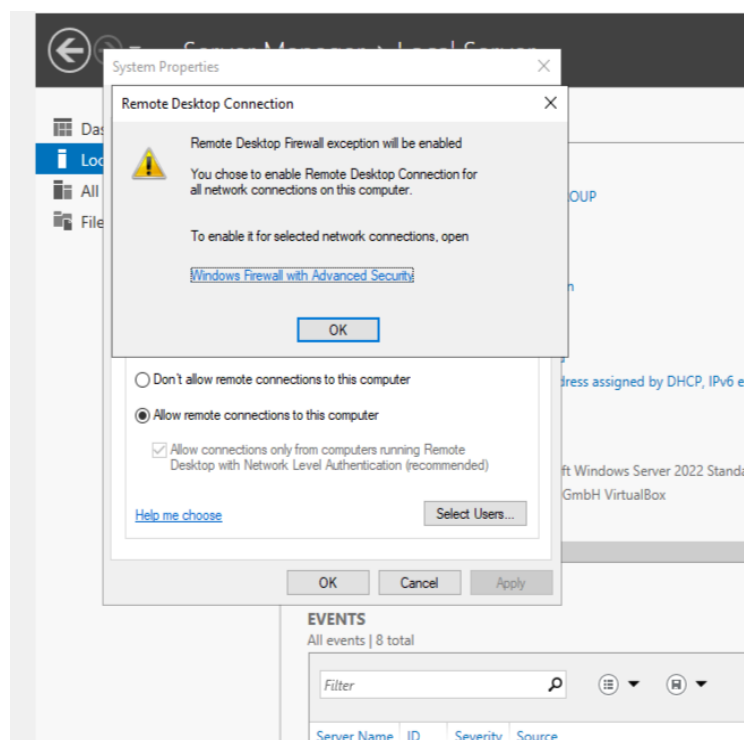 System Properties
Remote Desktop Connection
Remote Desktop Firewall exception will be enabled
You chose to enable Remote Desktop Connection for
all network connections on this computer.
To enable it for selected network connections, open
Windows Firewall with Advanced Security
OK
Don't allow remote connections to this computer
Allow remote connections to this computer
Allow connections only from computers running Remote
Desktop with Network Level Authentication (recommended)
Help me choose
Select Users...
OK Cancel Apply
Das
Loc
All
File
OUP
n
dress assigned by DHCP, IPv6 e
ft Windows Server 2022 Standa
GmbH VirtualBox
EVENTS
All events | 8 total
Filter
Server Name ID Severity Source